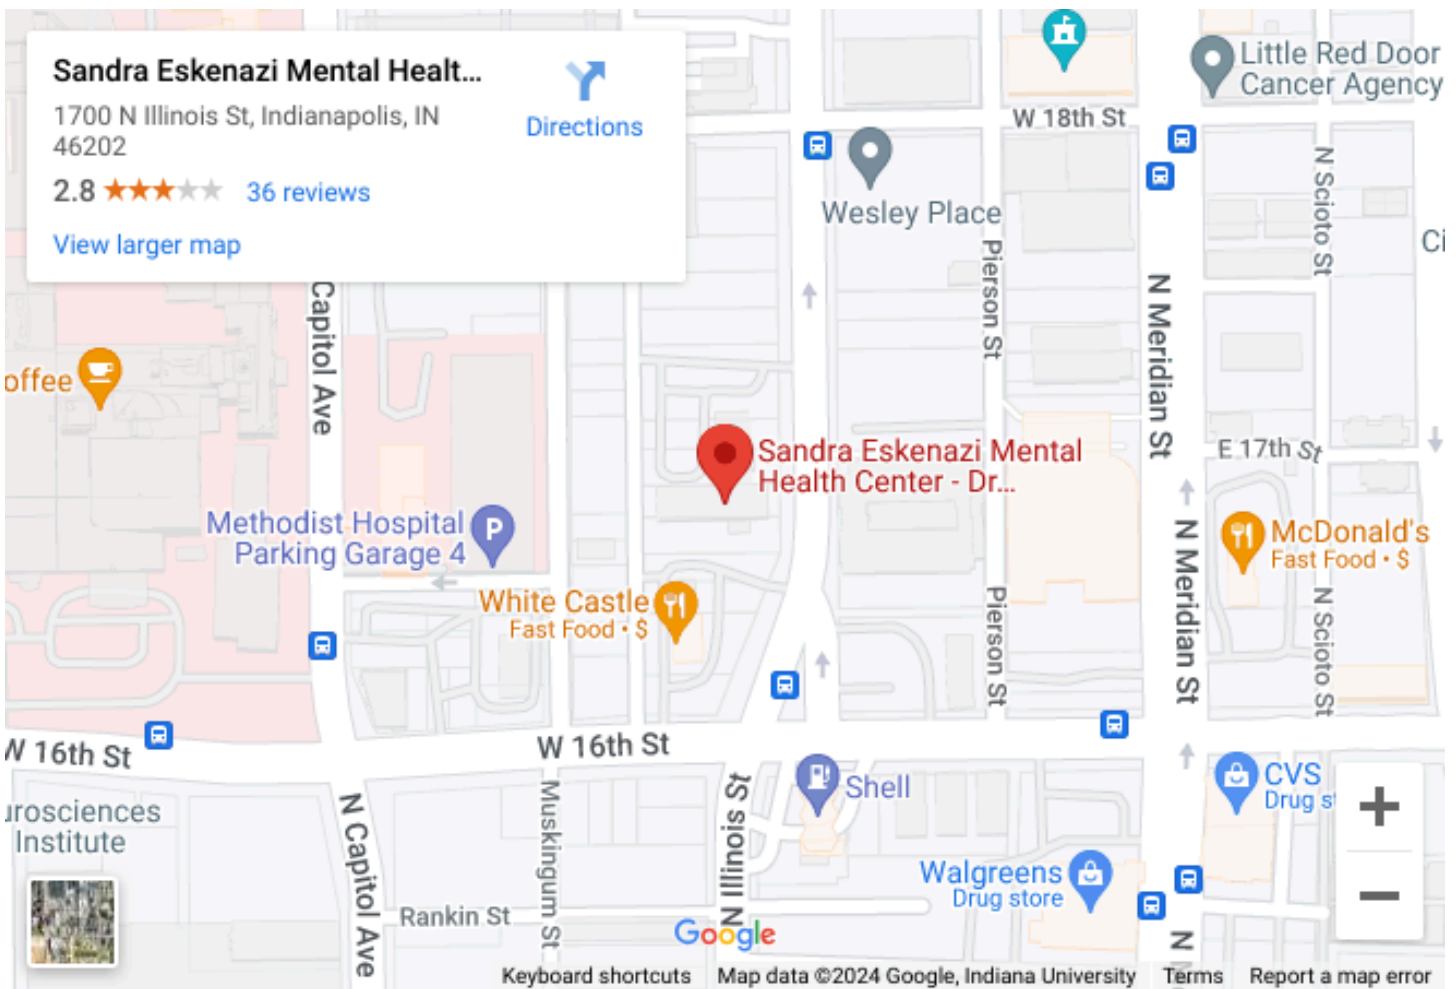 Sandra Eskenazi Mental Healt...
1700 N Illinois St, Indianapolis, IN
46202
Directions
2.8
36 reviews
View larger map
Little Red Door
Cancer Agency
W 18th St
Wesley Place
N Scioto St
Ci
Pierson St
N Meridian St
Capitol Ave
offee
Sandra Eskenazi Mental
Health Center - Dr...
E 17th St
Methodist Hospital
Parking Garage 4
P
McDonald's
Fast Food • $
White Castle
Fast Food • $
Pierson St
N Meridian St
N Scioto St
W 16th St
W 16th St
Shell
CVS
Drug st
urosciences
Institute
N Capitol Ave
Muskingum St
N Illinois St
Walgreens
Drug store
Rankin St
Google
Keyboard shortcuts
Map data ©2024 Google, Indiana University
Terms
Report a map error